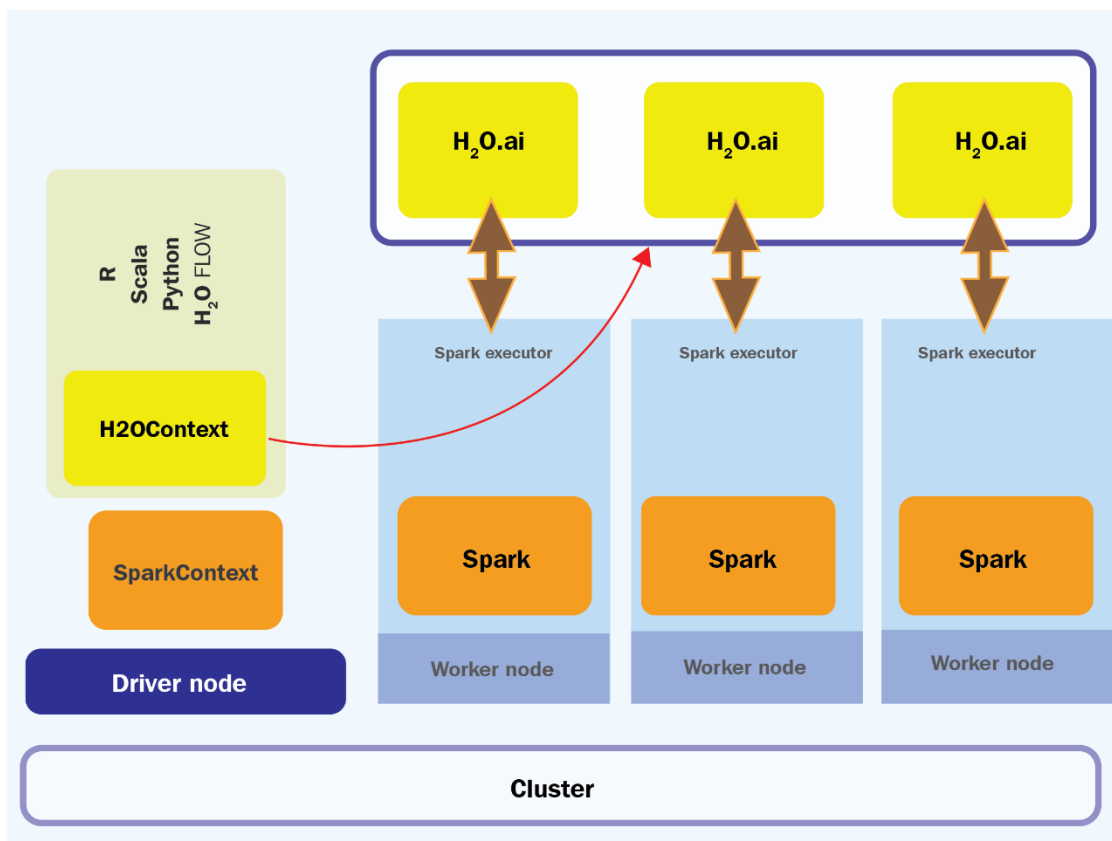 H₂O.ai
H₂O.ai
H₂O.ai
R
Scala
Python
H₂O FLOW
Spark executor
Spark executor
Spark executor
H2OContext
Spark
Spark
Spark
SparkContext
Worker node
Worker node
Worker node
Driver node
Cluster